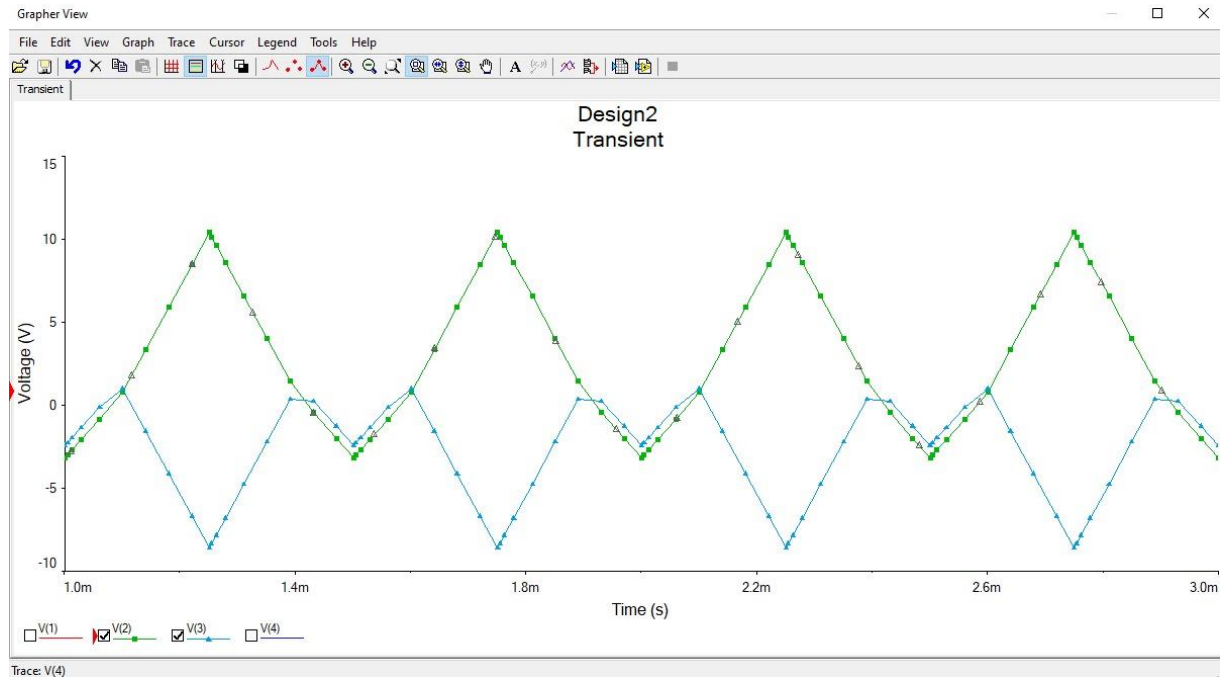 Grapher View
File Edit View Graph Trace Cursor Legend Tools Help
A (x,y)
Transient
Design2
Transient
15
10
5
0
-5
-10
Voltage (V)
1.0m 1.4m 1.8m 2.2m 2.6m 3.0m
Time (s)
V(1) V(2) V(3) V(4)
Trace: V(4)